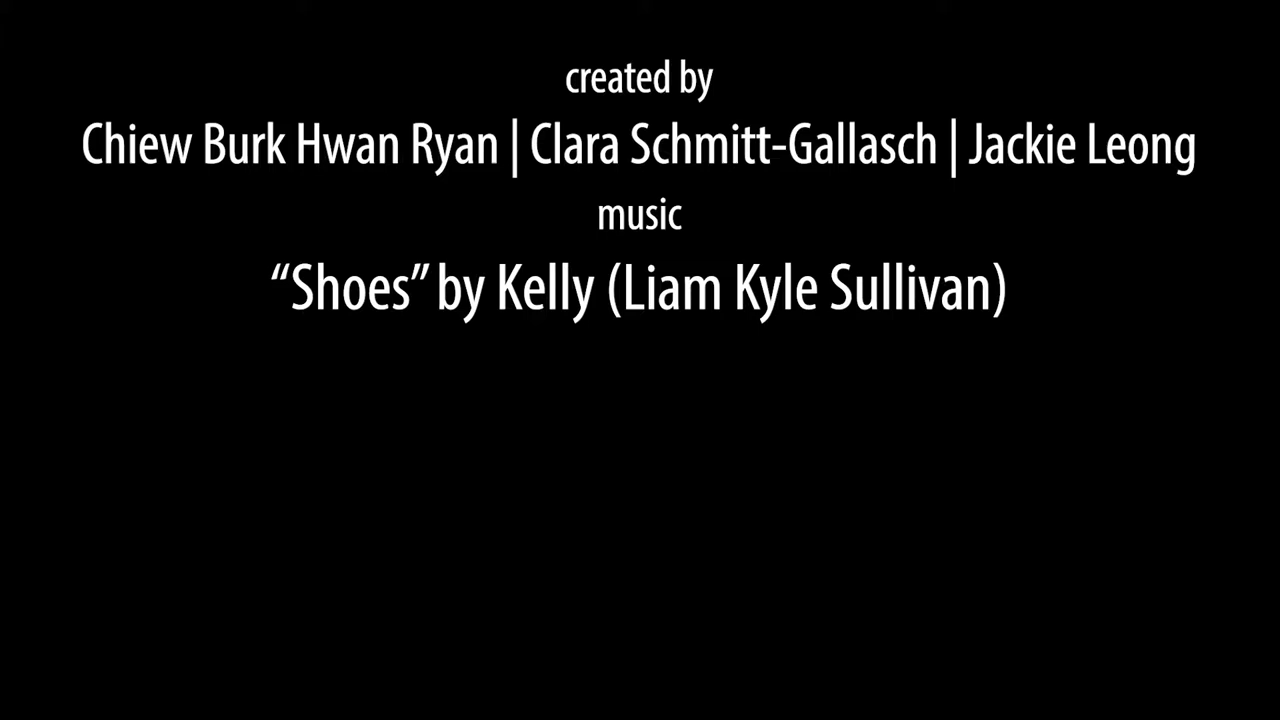 created by
Chiew Burk Hwan Ryan | Clara Schmitt-Gallasch | Jackie Leong
music
“Shoes” by Kelly (Liam Kyle Sullivan)